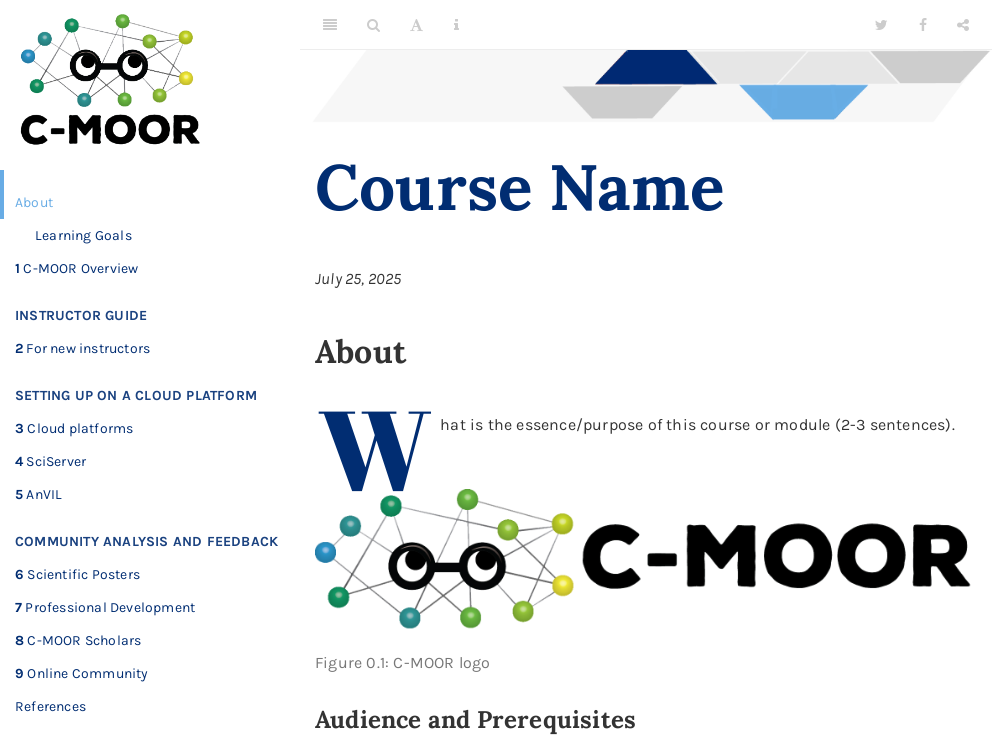 C-MOOR
About
Learning Goals
1 C-MOOR Overview
INSTRUCTOR GUIDE
2 For new instructors
SETTING UP ON A CLOUD PLATFORM
3 Cloud platforms
4 SciServer
5 AnVIL
COMMUNITY ANALYSIS AND FEEDBACK
6 Scientific Posters
7 Professional Development
8 C-MOOR Scholars
9 Online Community
References
Course Name
July 25, 2025
About
What is the essence/purpose of this course or module (2-3 sentences).
C-MOOR
Figure 0.1: C-MOOR logo
Audience and Prerequisites